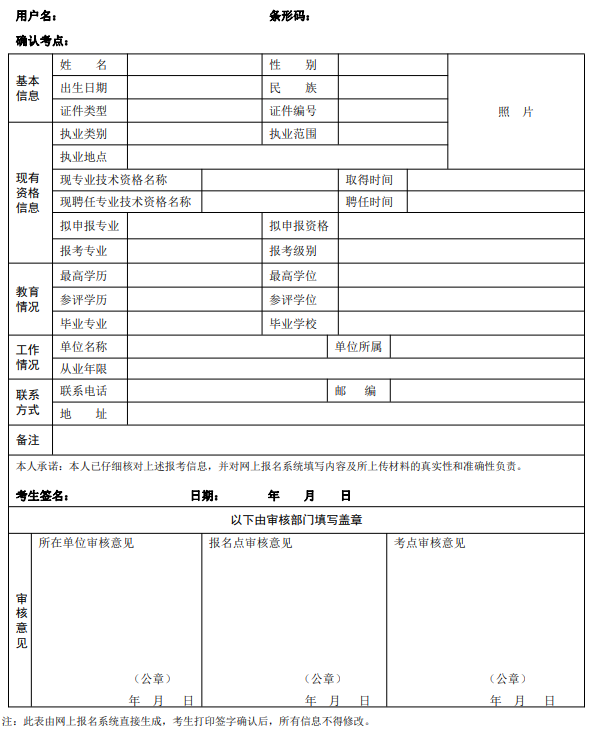 用户名： 条形码：
确认考点：
基本信息
姓 名 性 别
出生日期 民 族
证件类型 证件编号
照 片
现有资格信息
执业类别 执业范围
执业地点
现专业技术资格名称 取得时间
现聘任专业技术资格名称 聘任时间
拟申报专业 拟申报资格
报考专业 报考级别
教育情况
最高学历 最高学位
参评学历 参评学位
毕业专业 毕业学校
工作情况
单位名称 单位所属
从业年限
联系方式
联系电话 邮 编
地 址
备注
本人承诺：本人已仔细核对上述报考信息，并对网上报名系统填写内容及所上传材料的真实性和准确性负责。
考生签名： 日期： 年 月 日
以下由审核部门填写盖章
审核意见
所在单位审核意见 报名点审核意见 考点审核意见
（公章） （公章） （公章）
年 月 日 年 月 日 年 月 日
注：此表由网上报名系统直接生成，考生打印签字确认后，所有信息不得修改。